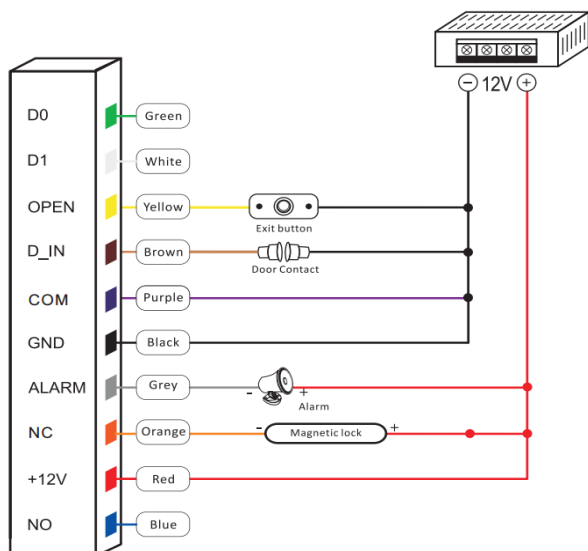 − 12V +
D0 Green
D1 White
OPEN Yellow
Exit button
D_IN Brown
Door Contact
COM Purple
GND Black
ALARM Grey - +
Alarm
NC Orange - Magnetic lock +
+12V Red
NO Blue